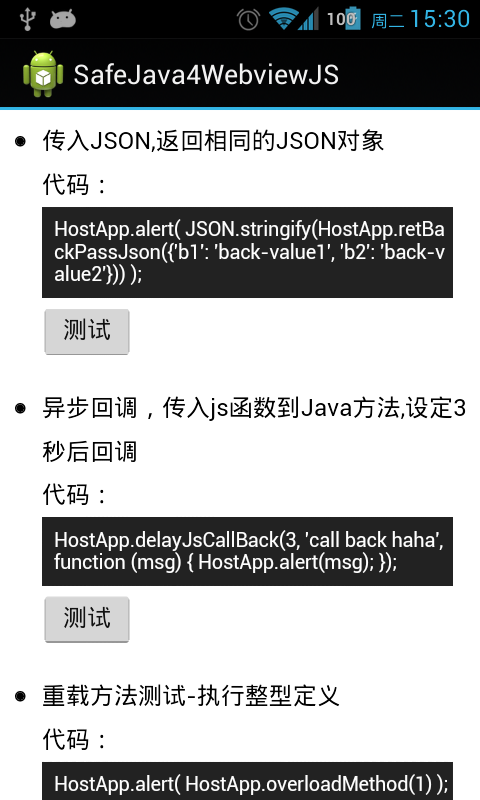 100 周二 15:30
SafeJava4WebviewJS
传入JSON,返回相同的JSON对象
代码：
HostApp.alert( JSON.stringify(HostApp.retBa
ckPassJson({'b1': 'back-value1', 'b2': 'back-v
alue2'})) );
测试
异步回调，传入js函数到Java方法,设定3
秒后回调
代码：
HostApp.delayJsCallBack(3, 'call back haha',
function (msg) { HostApp.alert(msg); });
测试
重载方法测试-执行整型定义
代码：
HostApp.alert( HostApp.overloadMethod(1) );